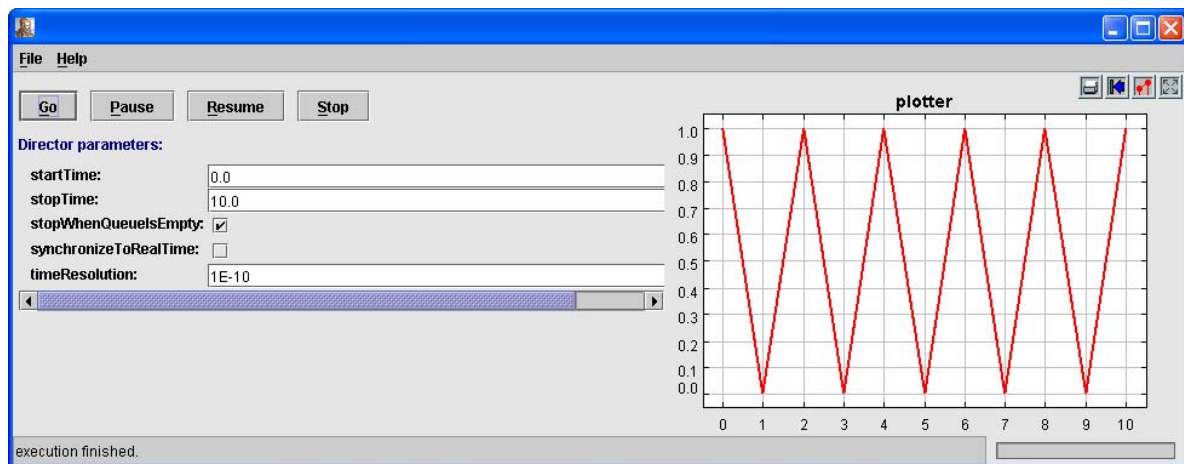 File Help
Go Pause Resume Stop
Director parameters:
startTime: 0.0
stopTime: 10.0
stopWhenQueueIsEmpty:
synchronizeToRealTime:
timeResolution: 1E-10
plotter
1.0
0.9
0.8
0.7
0.6
0.5
0.4
0.3
0.2
0.1
0.0
0 1 2 3 4 5 6 7 8 9 10
execution finished.